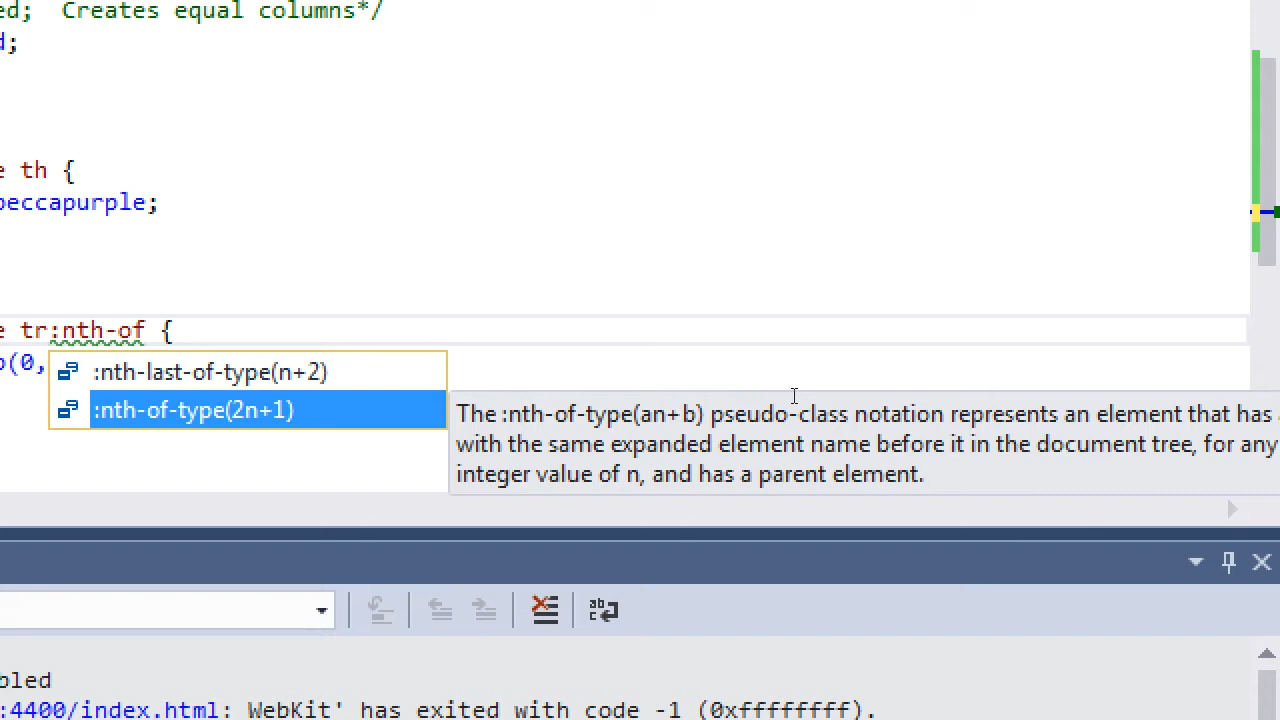 ed;  Creates equal columns*/
d;
e th {
beccapurple;
e tr:nth-of {
b(0,
:nth-last-of-type(n+2)
:nth-of-type(2n+1)
The :nth-of-type(an+b) pseudo-class notation represents an element that has
with the same expanded element name before it in the document tree, for any
integer value of n, and has a parent element.
bled
:4400/index.html: WebKit' has exited with code -1 (0xffffffff).